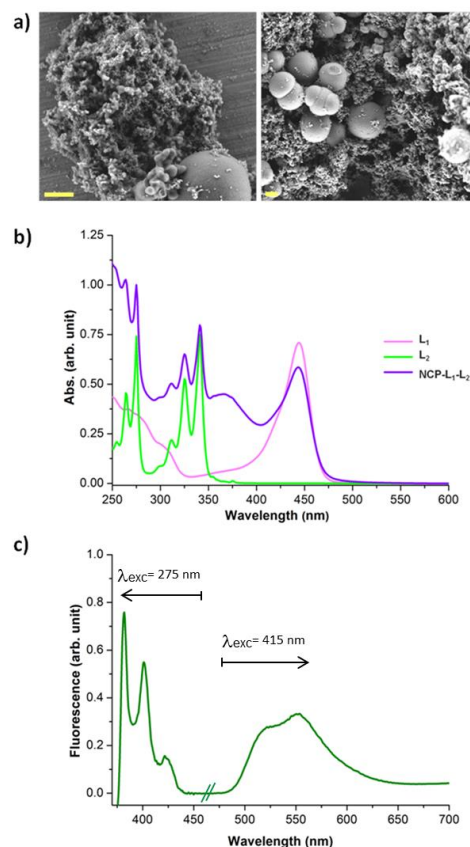 a)
b)
1.25
1.00
0.75
0.50
0.25
0.00
Abs. (arb. unit)
L1
L2
NCP-L1-L2
250 300 350 400 450 500 550 600
Wavelength (nm)
c)
1.0
0.8
0.6
0.4
0.2
0.0
Fluorescence (arb. unit)
λexc= 275 nm
λexc= 415 nm
400 450 500 550 600 650 700
Wavelength (nm)